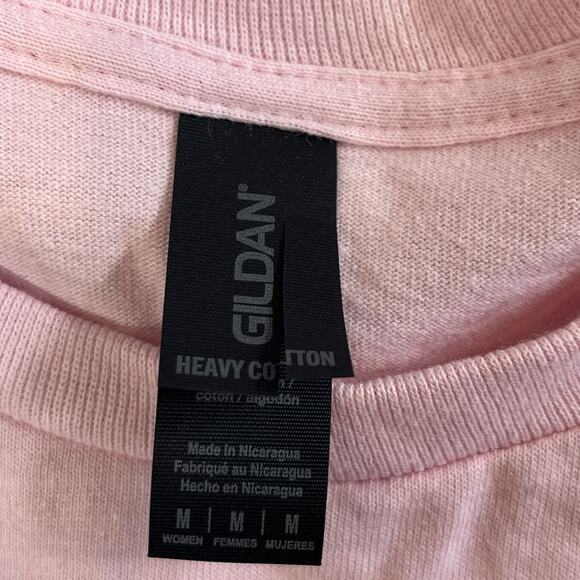 GILDAN®
HEAVY COTTON
coton / algodón
Made in Nicaragua
Fabriqué au Nicaragua
Hecho en Nicaragua
M | M | M
WOMEN FEMMES MUJERES